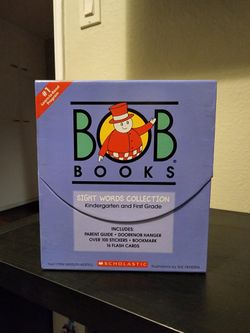 #1
BOB
BOOKS®
SIGHT WORDS COLLECTION
Kindergarten and First Grade
INCLUDES:
PARENT GUIDE • DOORKNOB HANGER
OVER 100 STICKERS • BOOKMARK
16 FLASH CARDS
SCHOLASTIC